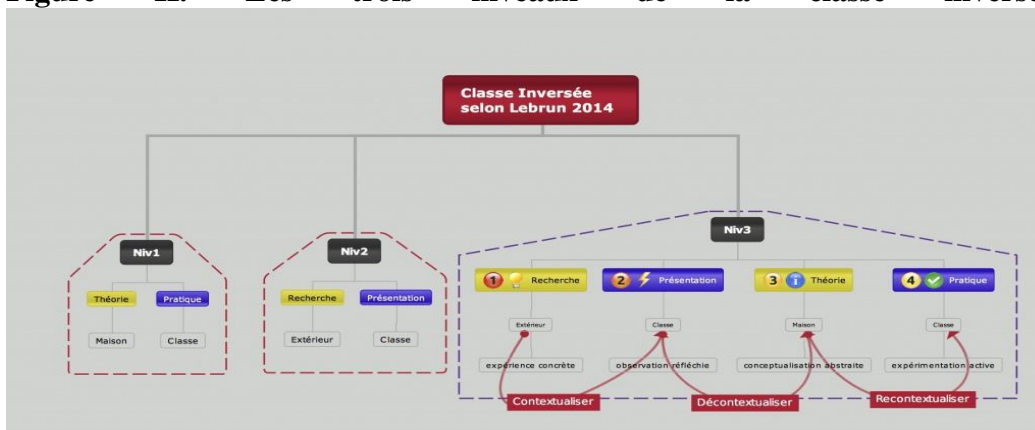 Figure II. Les trois niveaux de la classe inversé
Classe Inversée
selon Lebrun 2014
Niv1
Niv2
Niv3
Théorie Pratique
Maison Classe
Recherche Présentation
Extérieur Classe
1 Recherche 2 Présentation 3 Théorie 4 Pratique
Extérieur Classe Maison Classe
expérience concrète observation réfléchie conceptualisation abstraite expérimentation active
Contextualiser Décontextualiser Recontextualiser